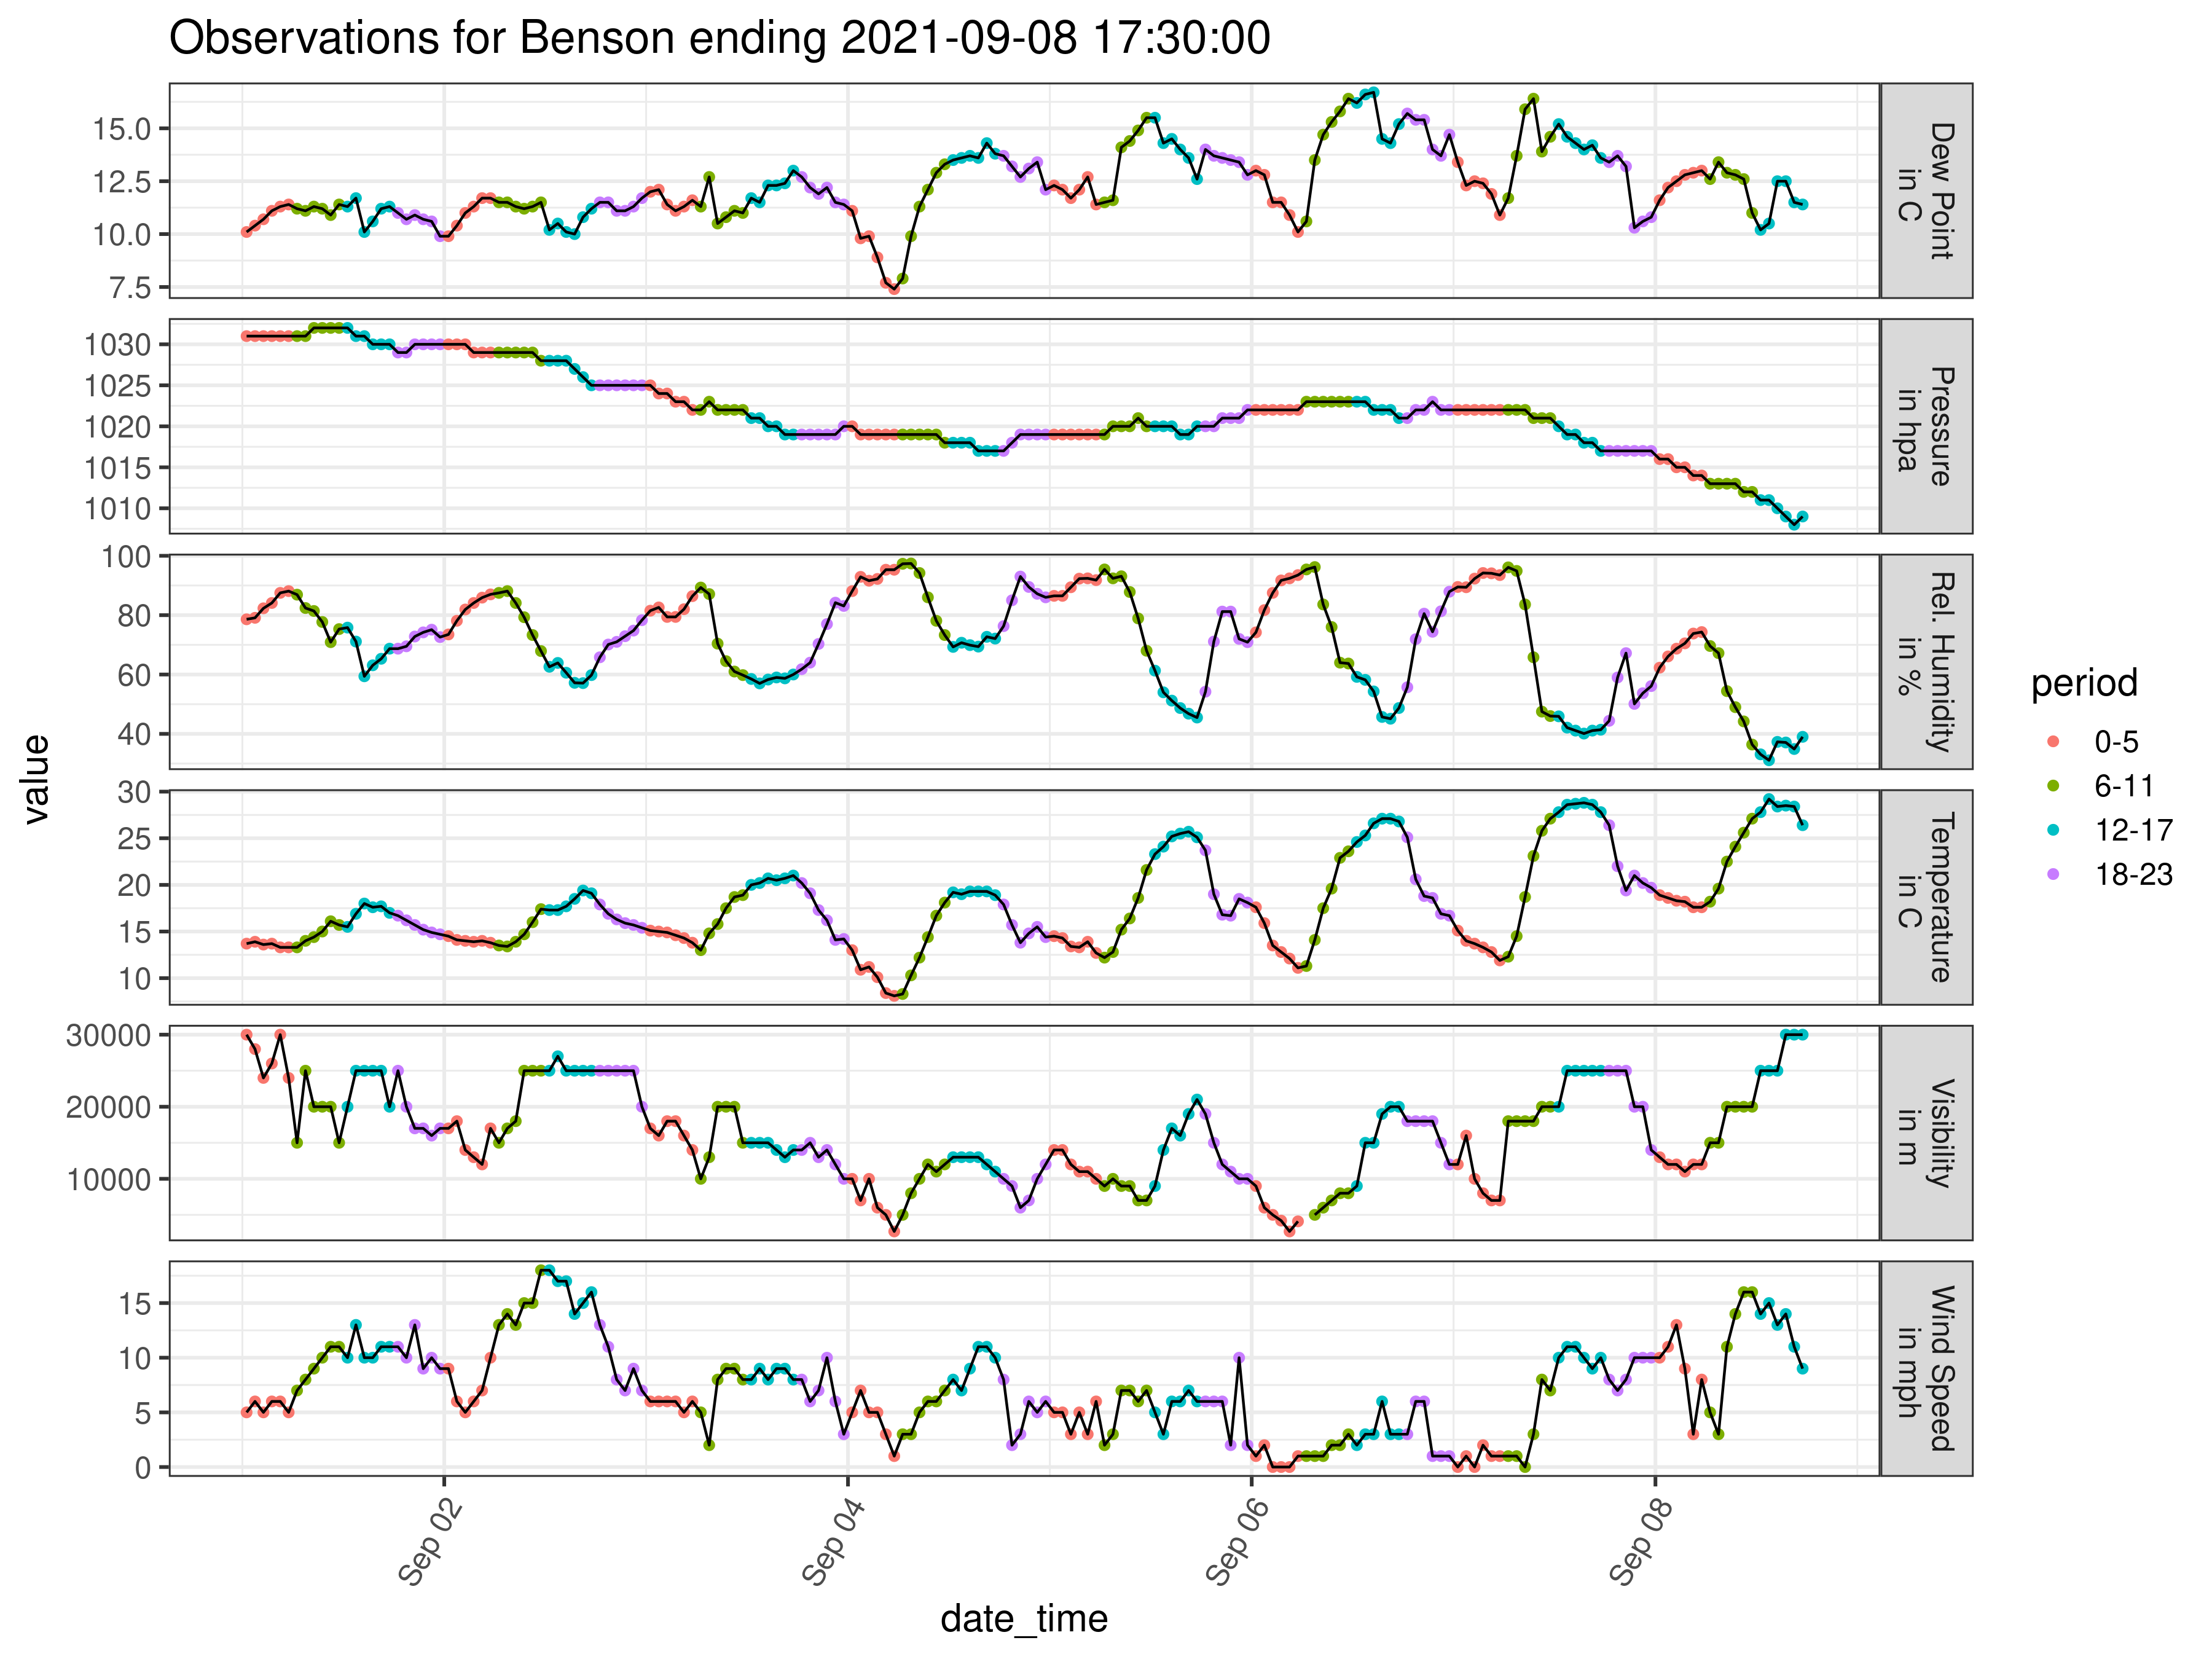 Observations for Benson ending 2021-09-08 17:30:00
15.0
12.5
10.0
7.5
Dew Point
in C
1030
1025
1020
1015
1010
Pressure
in hpa
100
80
60
40
Rel. Humidity
in %
30
25
20
15
10
Temperature
in C
30000
20000
10000
Visibility
in m
15
10
5
0
Wind Speed
in mph
value
Sep 02
Sep 04
Sep 06
Sep 08
date_time
period
0-5
6-11
12-17
18-23